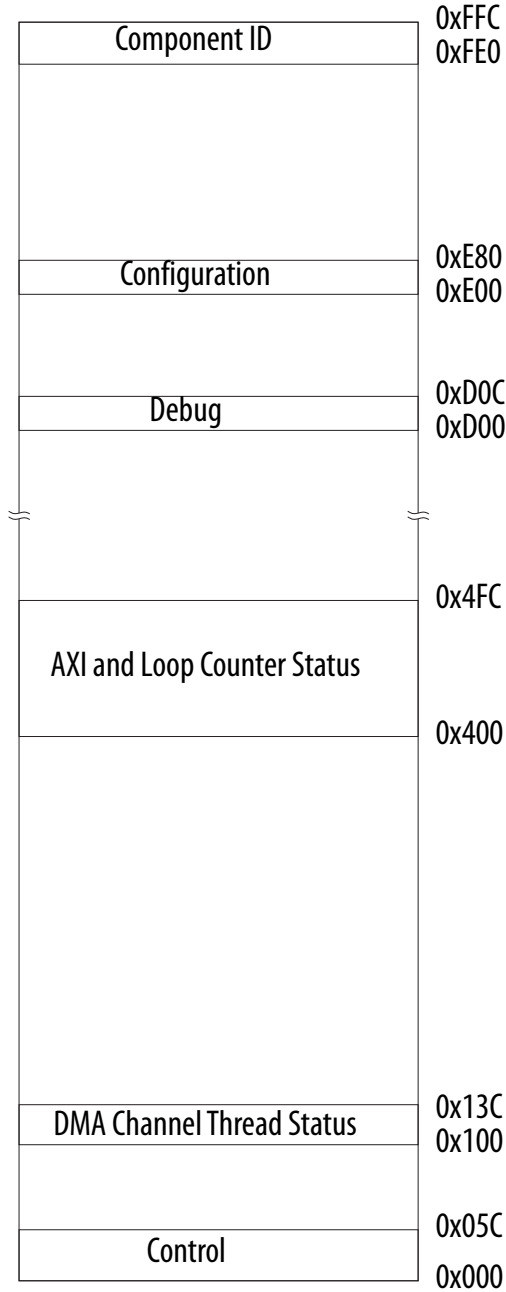 0xFFC
Component ID
0xFE0
0xE80
Configuration
0xE00
0xD0C
Debug
0xD00
0x4FC
AXI and Loop Counter Status
0x400
0x13C
DMA Channel Thread Status
0x100
0x05C
Control
0x000